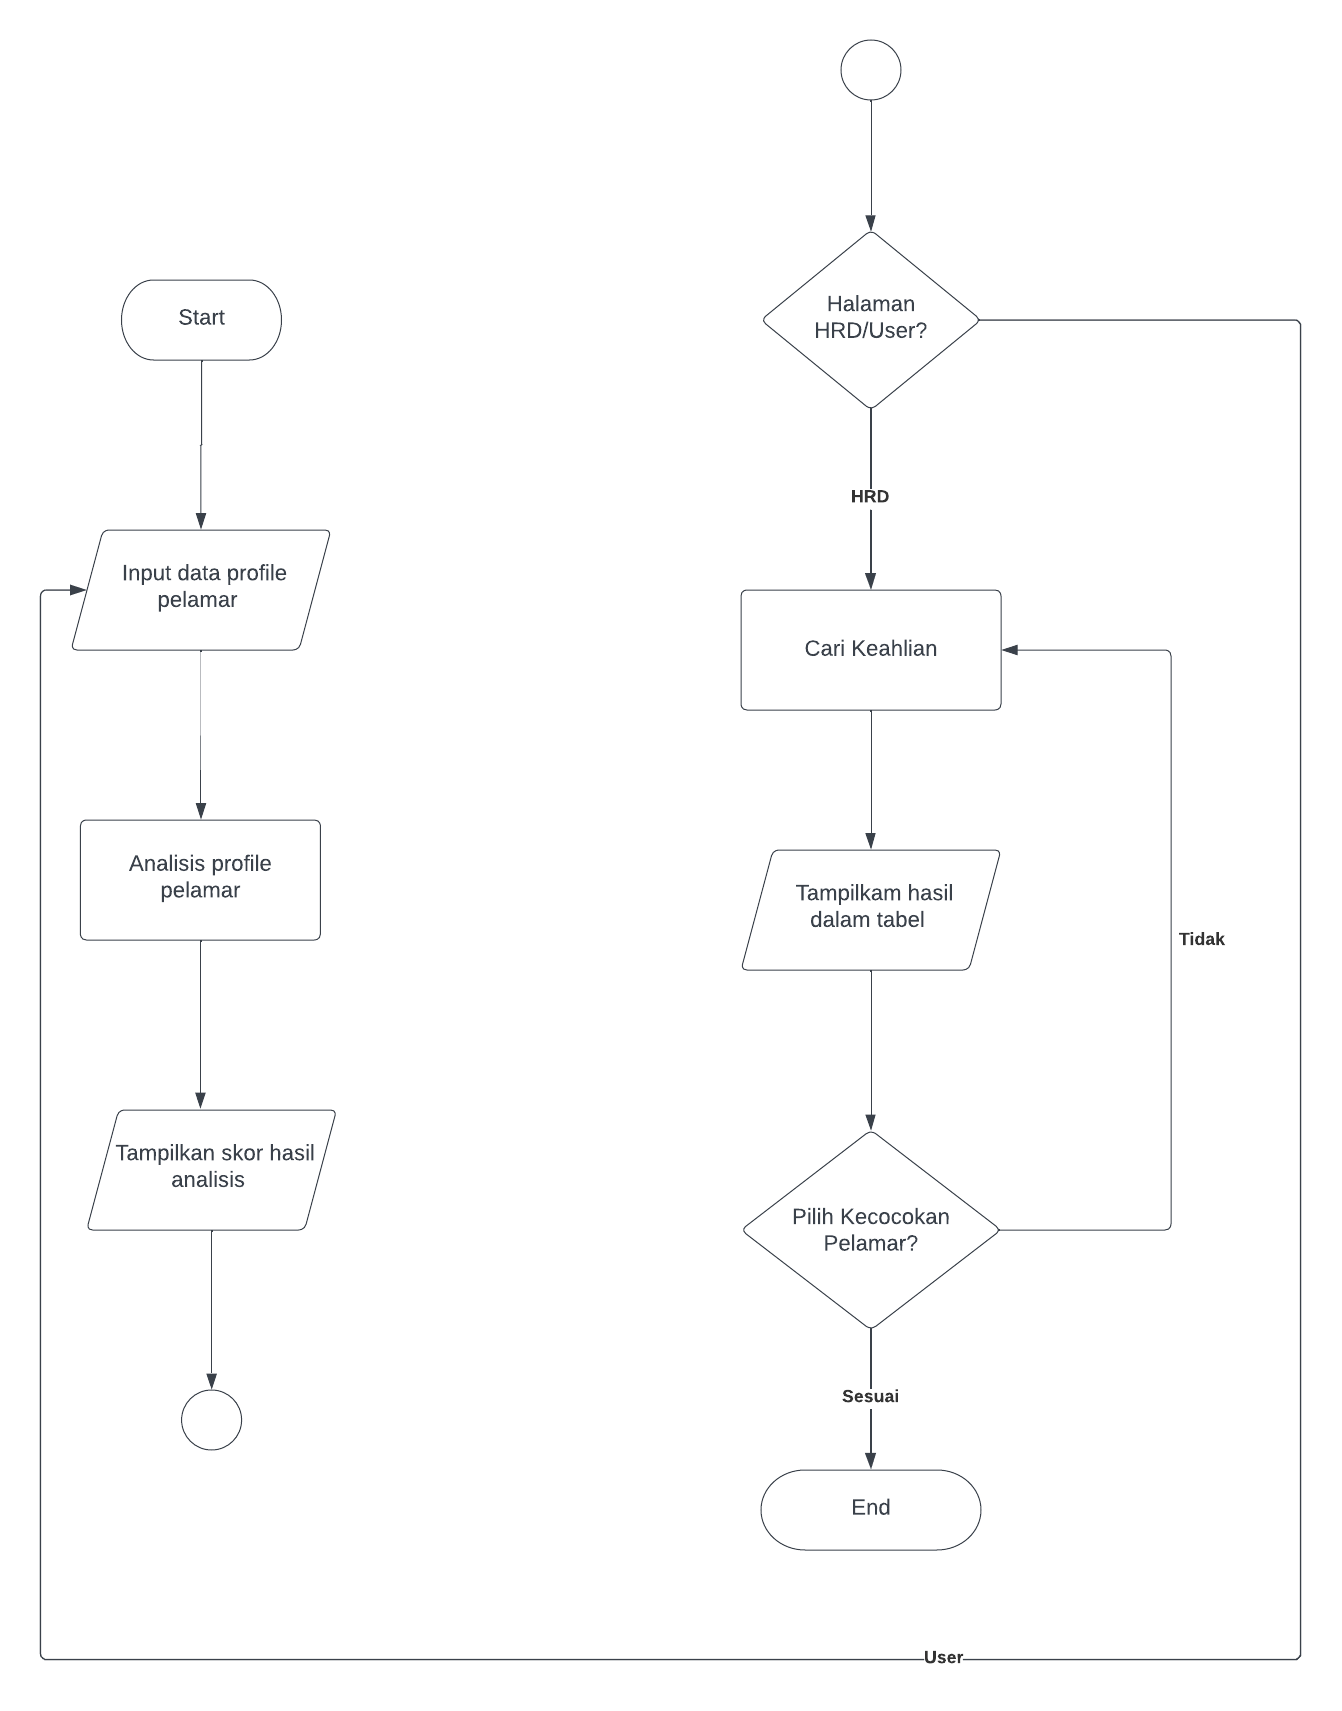 Start
Input data profile
pelamar
Analisis profile
pelamar
Tampilkan skor hasil
analisis
Halaman
HRD/User?
HRD
Cari Keahlian
Tampilkam hasil
dalam tabel
Tidak
Pilih Kecocokan
Pelamar?
Sesuai
End
User